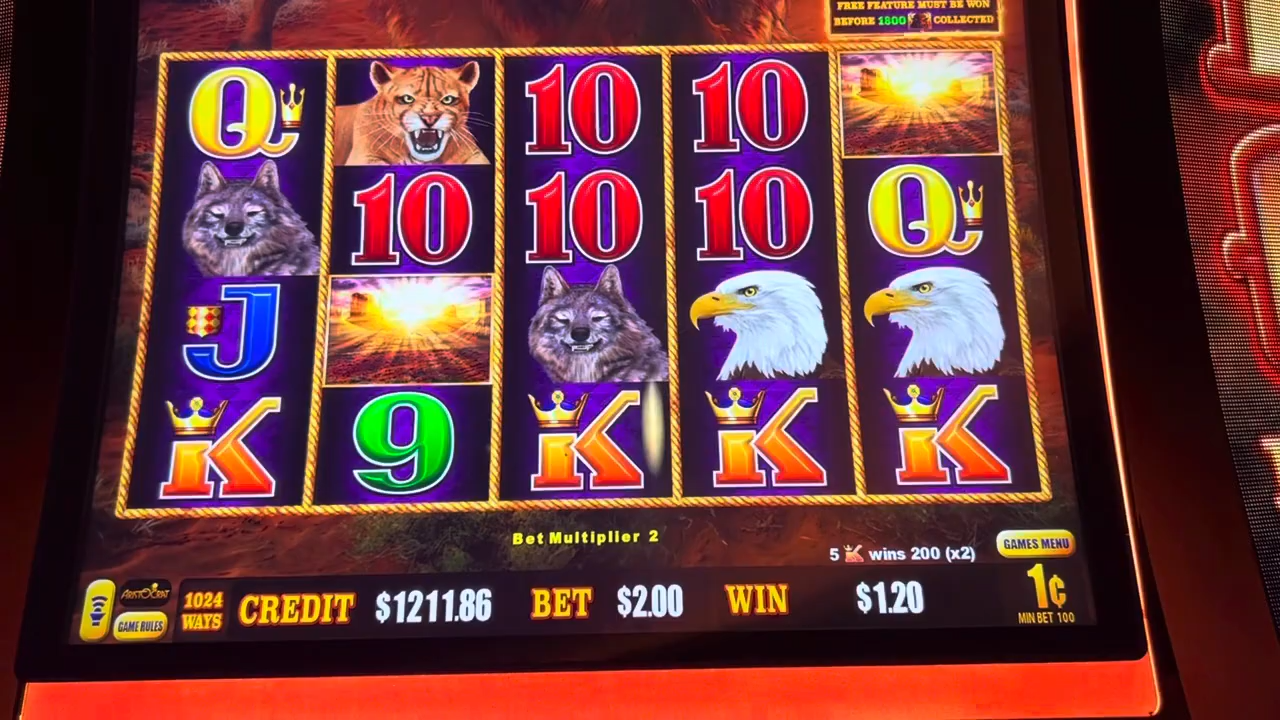 FREE FEATURE MUST BE WON
BEFORE 1800 COLLECTED
Q 10 10
10 10 10 Q
J
K 9 K K K
Bet Multiplier 2
5 K wins 200 (x2)
GAMES MENU
ARISTOCRAT
GAME RULES
1024 WAYS
CREDIT $1211.86 BET $2.00 WIN $1.20
1¢
MIN BET 100